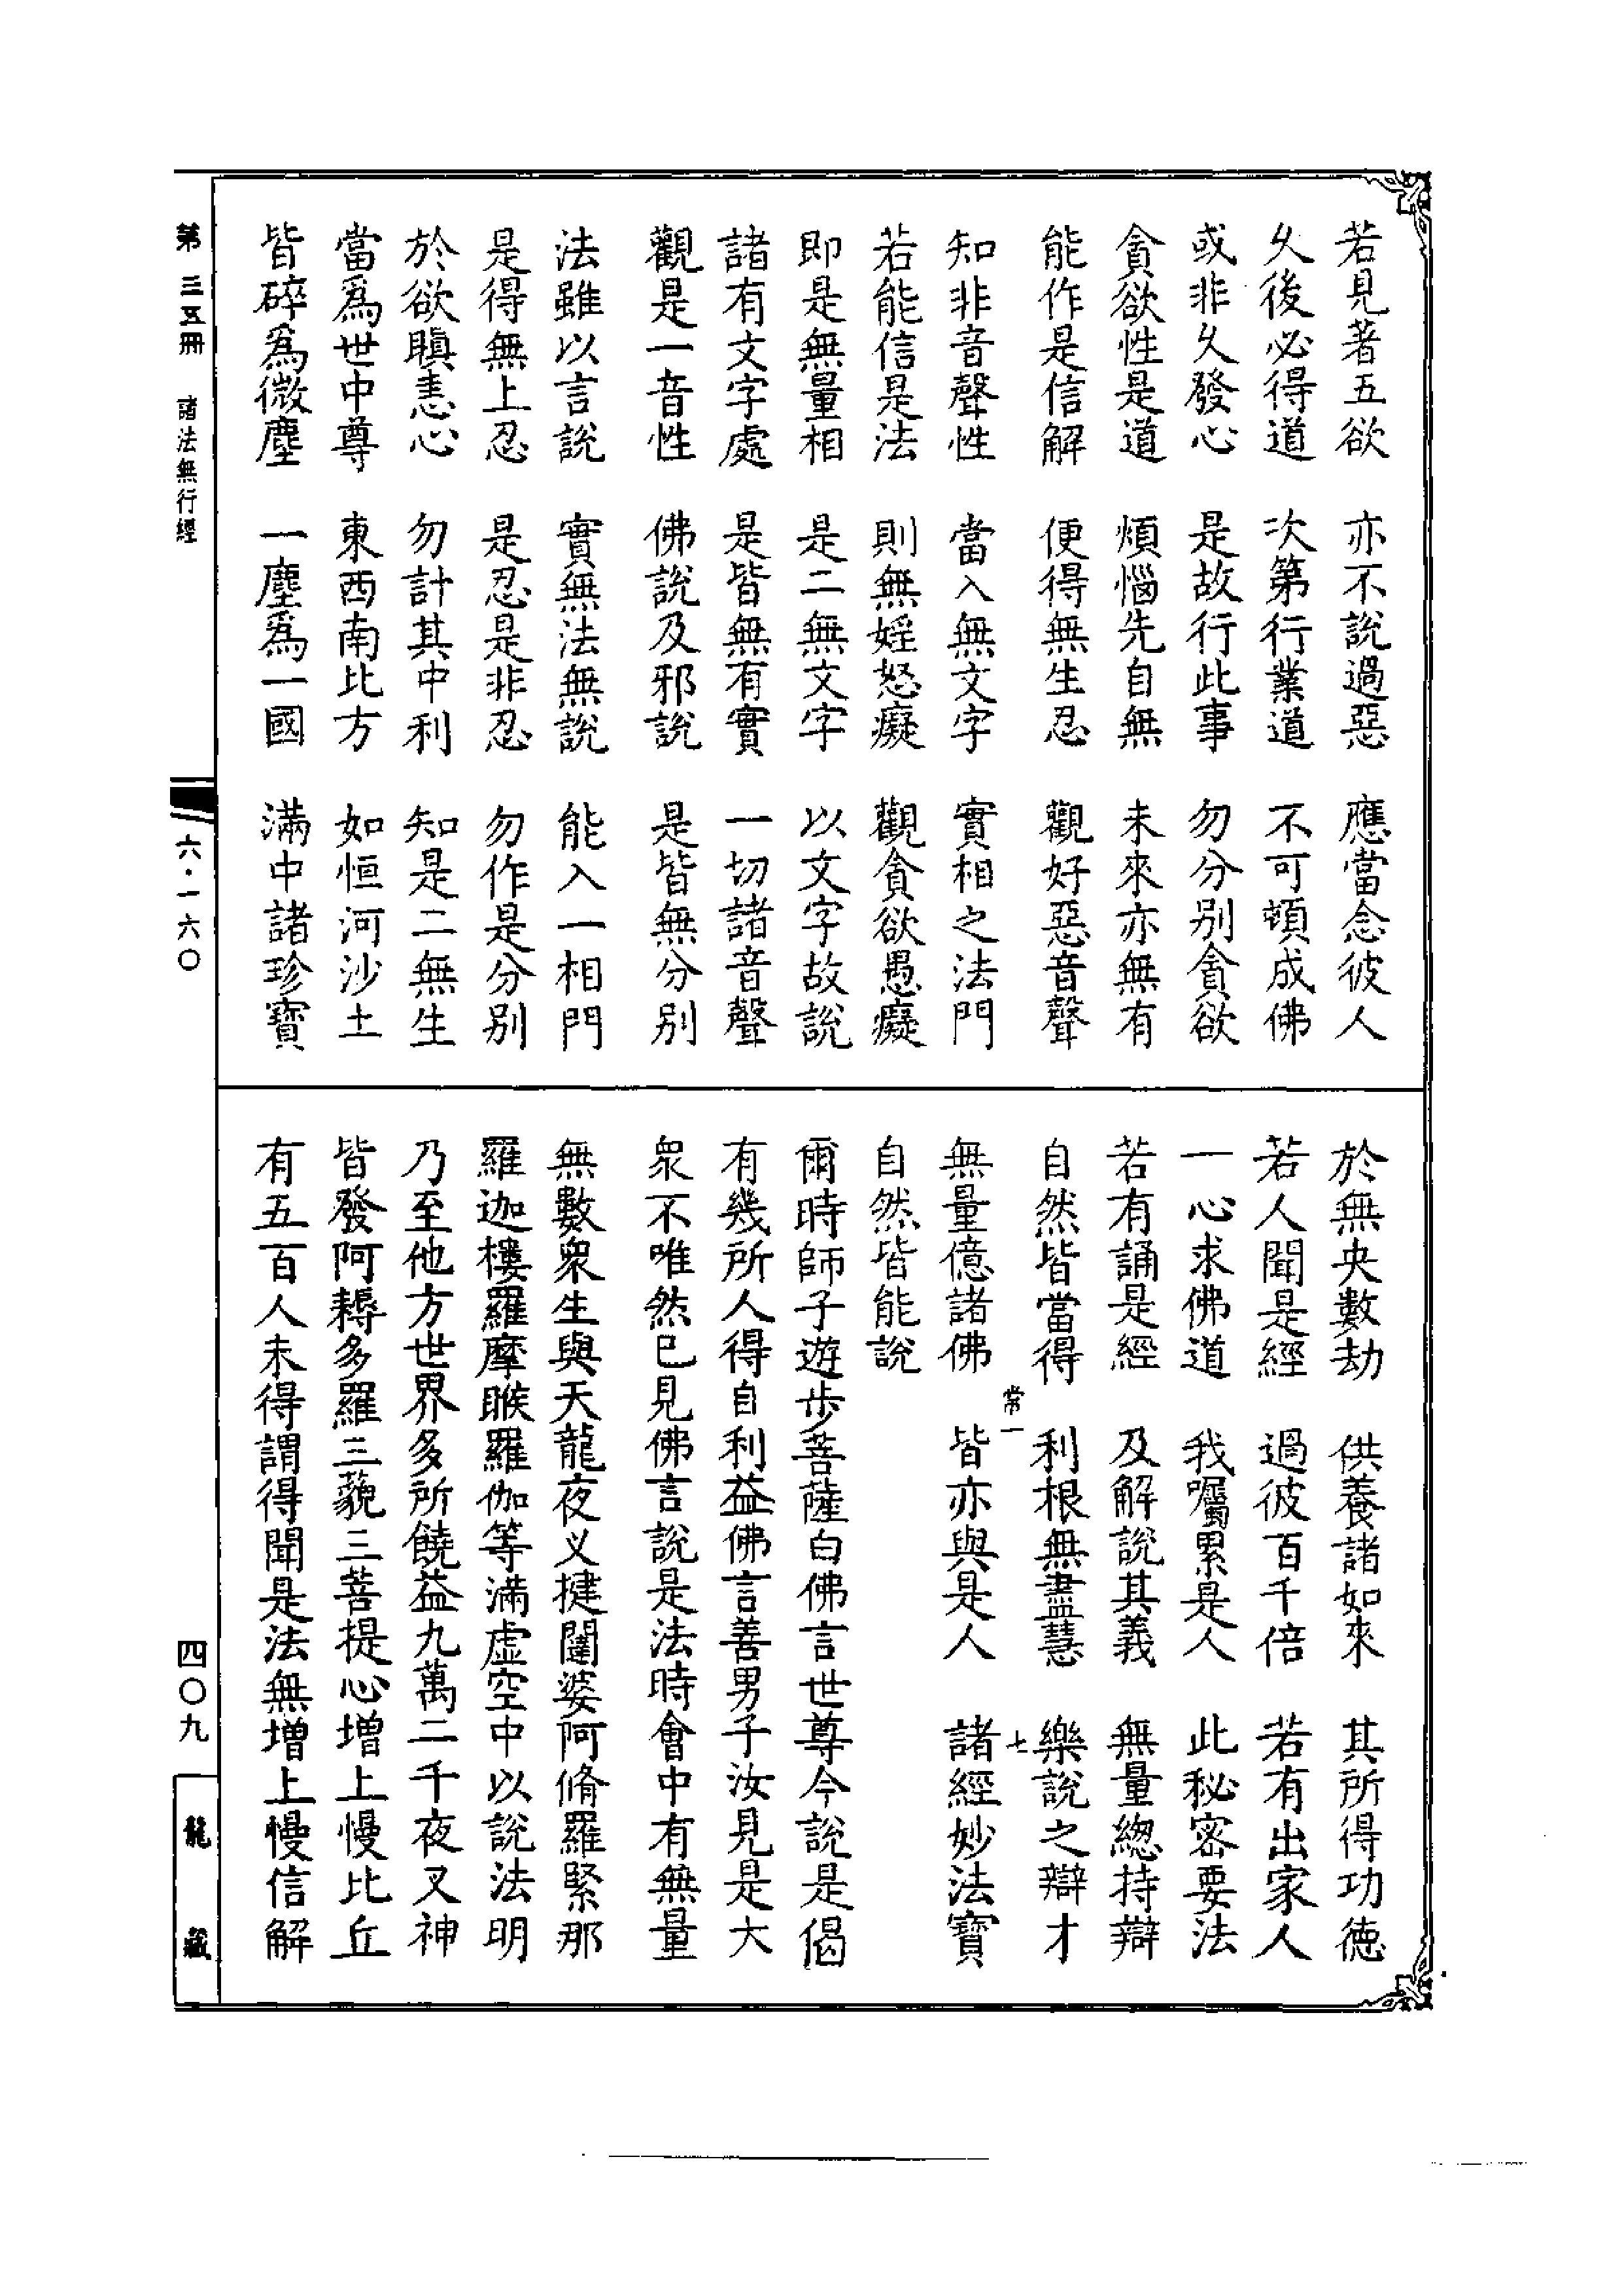 若見著五欲　亦不說過惡　應當念彼人
久後必得道　次第行業道　不可頓成佛
或非久發心　是故行此事　勿分別貪欲
貪欲性是道　煩惱先自無　未來亦無有
能作是信解　便得無生忍　觀好惡音聲
知非音聲性　當入無文字　實相之法門
若能信是法　則無婬怒癡　觀貪欲愚癡
即是無量相　是二無文字　以文字故說
諸有文字處　是皆無有實　一切諸音聲
觀是一音性　佛說及邪說　是皆無分別
法雖以言說　實無法無說　能入一相門
是得無上忍　是忍是非忍　勿作是分別
於欲瞋恚心　勿計其中利　知是二無生
當爲世中尊　東西南北方　如恒河沙土
皆碎爲微塵　一塵爲一國　滿中諸珍寶
於無央數劫　供養諸如來　其所得功德
若人聞是經　過彼百千倍　若有出家人
一心求佛道　我囑累是人　此秘密要法
若有誦是經　及解說其義　無量總持辯
自然皆當得　利根無盡慧　樂說之辯才
常一　七
無量億諸佛　皆亦與是人　諸經妙法寶
自然皆能說
爾時師子遊步菩薩白佛言世尊今說是偈
有幾所人得自利益佛言善男子汝見是大
衆不唯然已見佛言說是法時會中有無量
無數衆生與天龍夜叉揵闥婆阿脩羅緊那
羅迦樓羅摩睺羅伽等滿虛空中以說法明
乃至他方世界多所饒益九萬二千夜叉神
皆發阿耨多羅三藐三菩提心增上慢比丘
有五百人未得謂得聞是法無增上慢信解
第三五冊　諸法無行經　六·一六〇　四〇九　龍藏